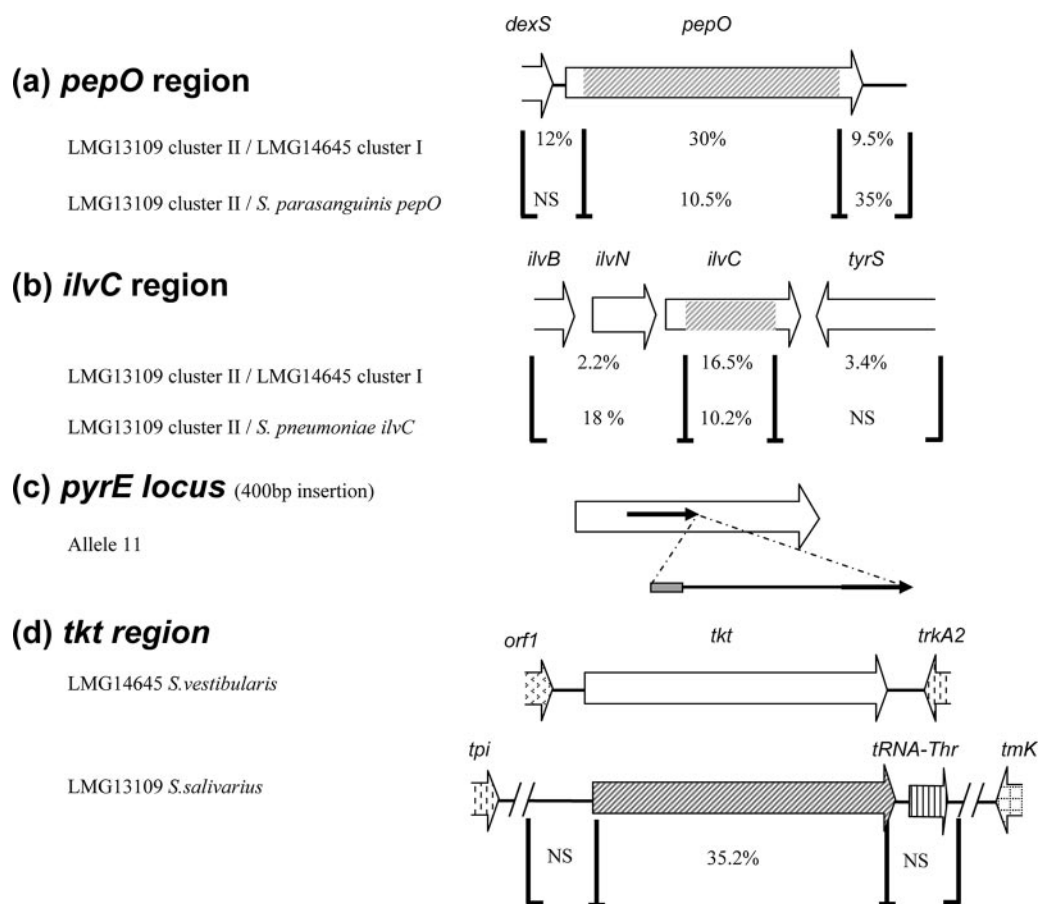 dexS pepO
(a) pepO region
LMG13109 cluster II / LMG14645 cluster I 12% 30% 9.5%
LMG13109 cluster II / S. parasanguinis pepO NS 10.5% 35%
ilvB ilvN ilvC tyrS
(b) ilvC region
LMG13109 cluster II / LMG14645 cluster I 2.2% 16.5% 3.4%
LMG13109 cluster II / S. pneumoniae ilvC 18 % 10.2% NS
(c) pyrE locus (400bp insertion)
Allele 11
(d) tkt region
orf1 tkt trkA2
LMG14645 S.vestibularis
tpi tRNA-Thr tmK
LMG13109 S.salivarius
NS 35.2% NS